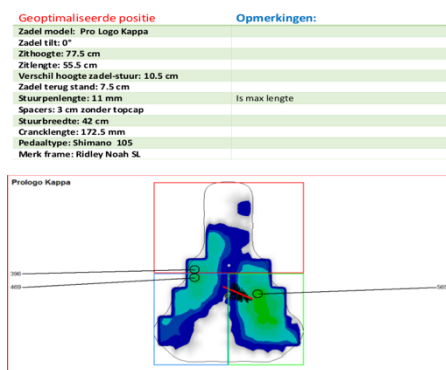 Geoptimaliseerde positie
Opmerkingen:
Zadel model: Pro Logo Kappa
Zadel tilt: 0°
Zithoogte: 77.5 cm
Zitlengte: 55.5 cm
Verschil hoogte zadel-stuur: 10.5 cm
Zadel terug stand: 7.5 cm
Stuurpenlengte: 11 mm
Is max lengte
Spacers: 3 cm zonder topcap
Stuurbreedte: 42 cm
Crancklengte: 172.5 mm
Pedaaltype: Shimano 105
Merk frame: Ridley Noah SL
Prologo Kappa